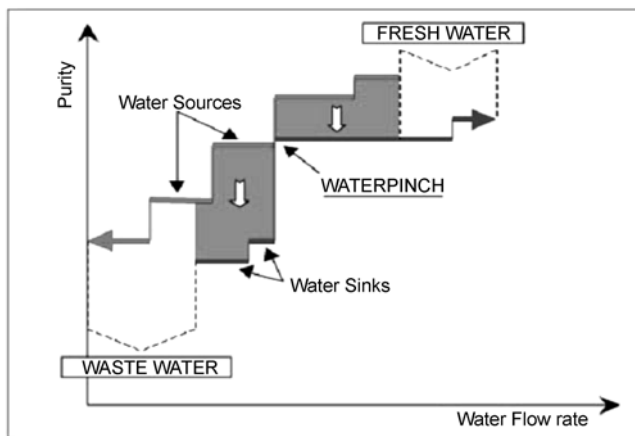 FRESH WATER
Purity
Water Sources
WATERPINCH
Water Sinks
WASTE WATER
Water Flow rate